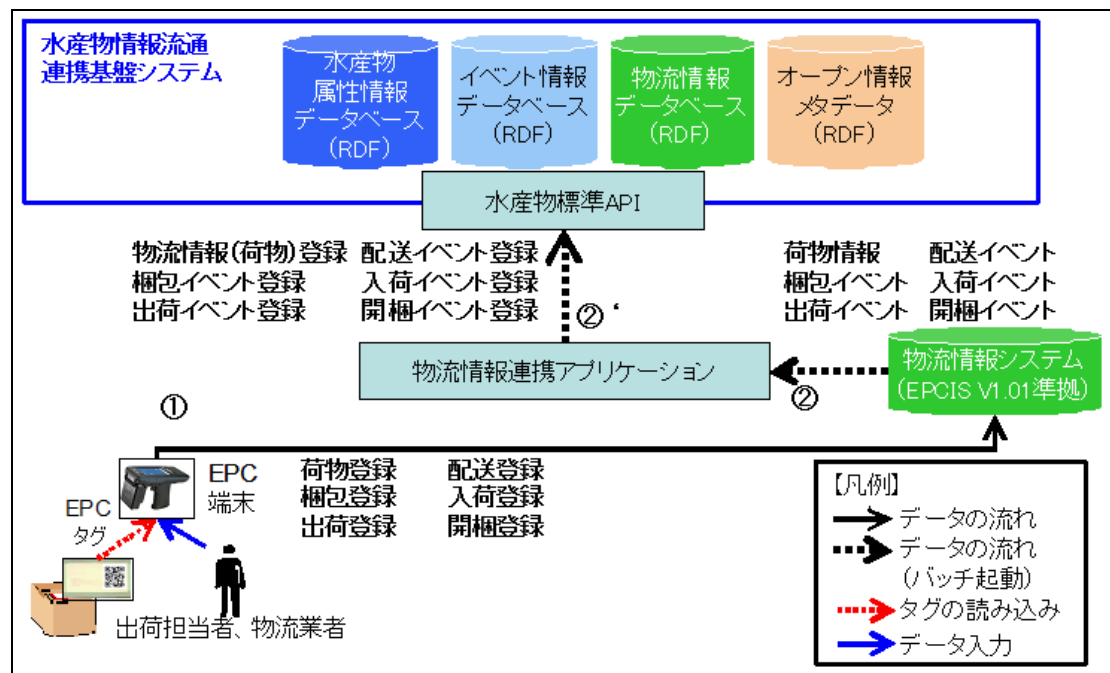 水産物情報流通
連携基盤システム
水産物
属性情報
データベース
(RDF)
イベント情報
データベース
(RDF)
物流情報
データベース
(RDF)
オープン情報
メタデータ
(RDF)
水産物標準API
物流情報(荷物)登録 配送イベント登録
梱包イベント登録 入荷イベント登録
出荷イベント登録 開梱イベント登録
荷物情報 配送イベント
梱包イベント 入荷イベント
出荷イベント 開梱イベント
②‘
物流情報連携アプリケーション
②
物流情報システム
(EPCIS V1.01準拠)
①
EPC
端末
荷物登録 配送登録
梱包登録 入荷登録
出荷登録 開梱登録
EPC
タグ
出荷担当者、物流業者
【凡例】
データの流れ
データの流れ
(バッチ起動)
タグの読み込み
データ入力